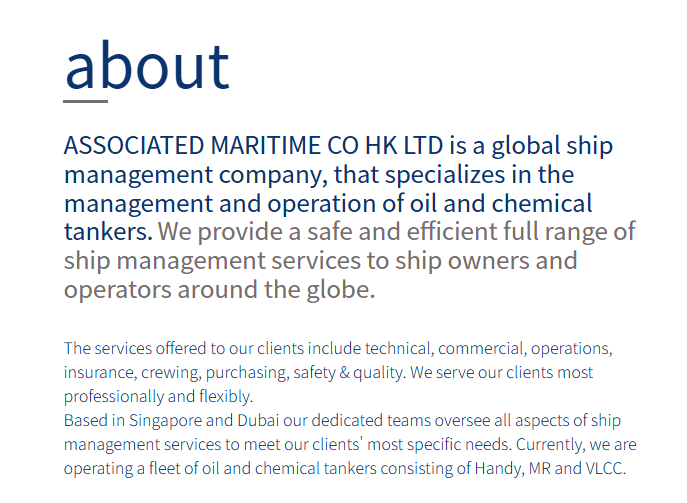 about
ASSOCIATED MARITIME CO HK LTD is a global ship
management company, that specializes in the
management and operation of oil and chemical
tankers. We provide a safe and efficient full range of
ship management services to ship owners and
operators around the globe.
The services offered to our clients include technical, commercial, operations,
insurance, crewing, purchasing, safety & quality. We serve our clients most
professionally and flexibly.
Based in Singapore and Dubai our dedicated teams oversee all aspects of ship
management services to meet our clients' most specific needs. Currently, we are
operating a fleet of oil and chemical tankers consisting of Handy, MR and VLCC.